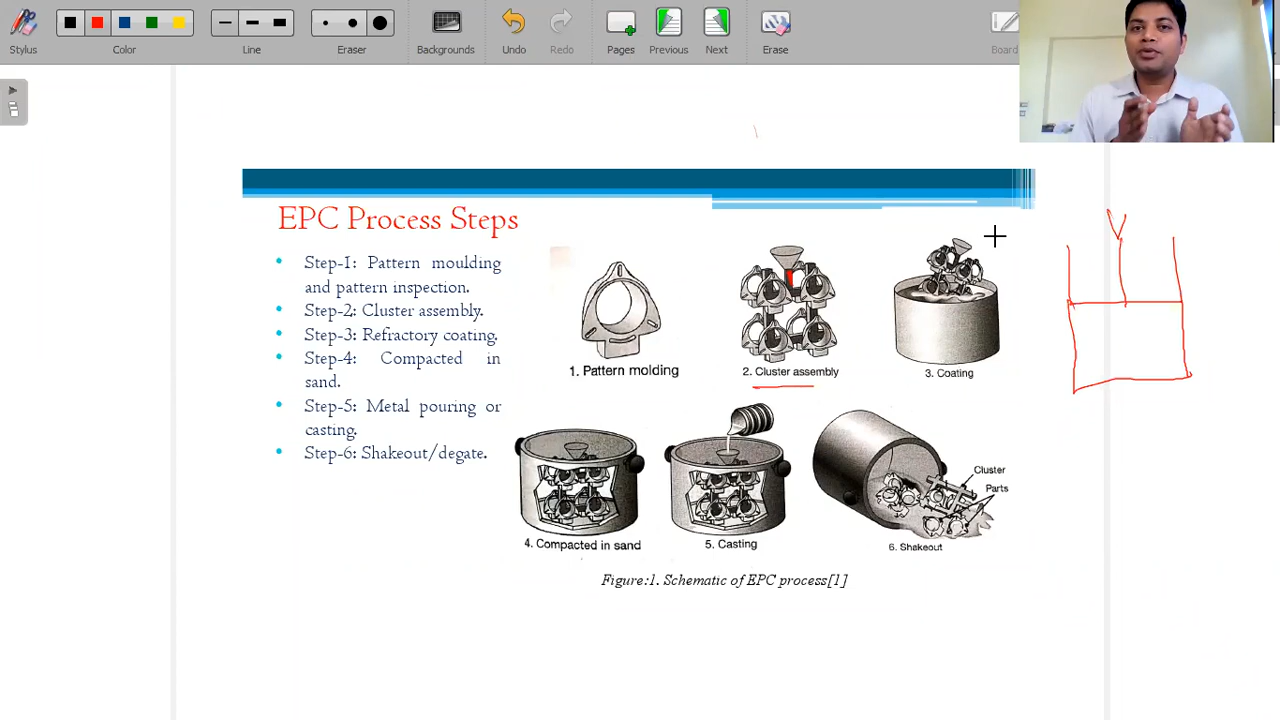 Stylus
Color
Line
Eraser
Backgrounds
Undo
Redo
Pages
Previous
Next
Erase
Board
EPC Process Steps
• Step-1: Pattern moulding
and pattern inspection.
• Step-2: Cluster assembly.
• Step-3: Refractory coating.
• Step-4: Compacted in
sand.
• Step-5: Metal pouring or
casting.
• Step-6: Shakeout/degate.
1. Pattern molding
2. Cluster assembly
3. Coating
4. Compacted in sand
5. Casting
Cluster
Parts
6. Shakeout
Figure:1. Schematic of EPC process[1]